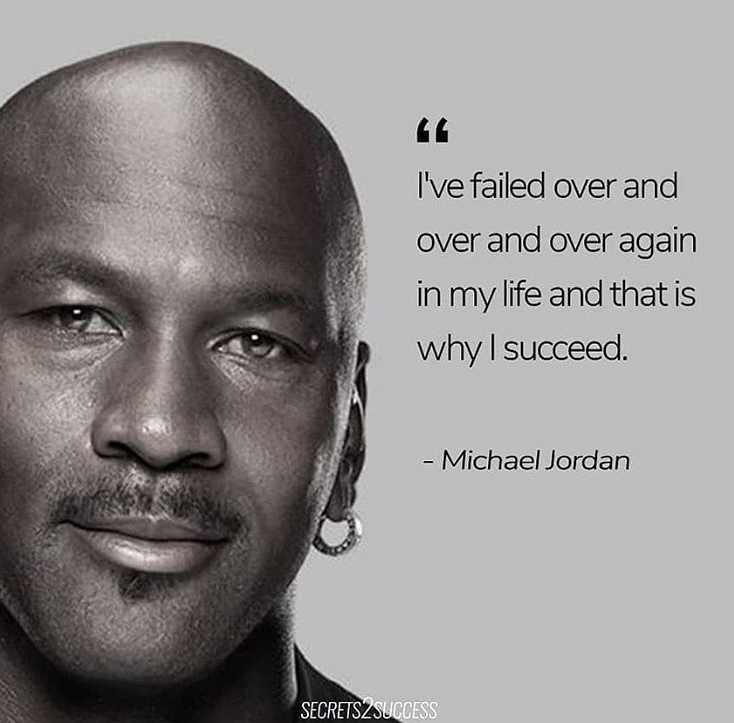 “
I've failed over and
over and over again
in my life and that is
why I succeed.
- Michael Jordan
SECRETS2SUCCESS